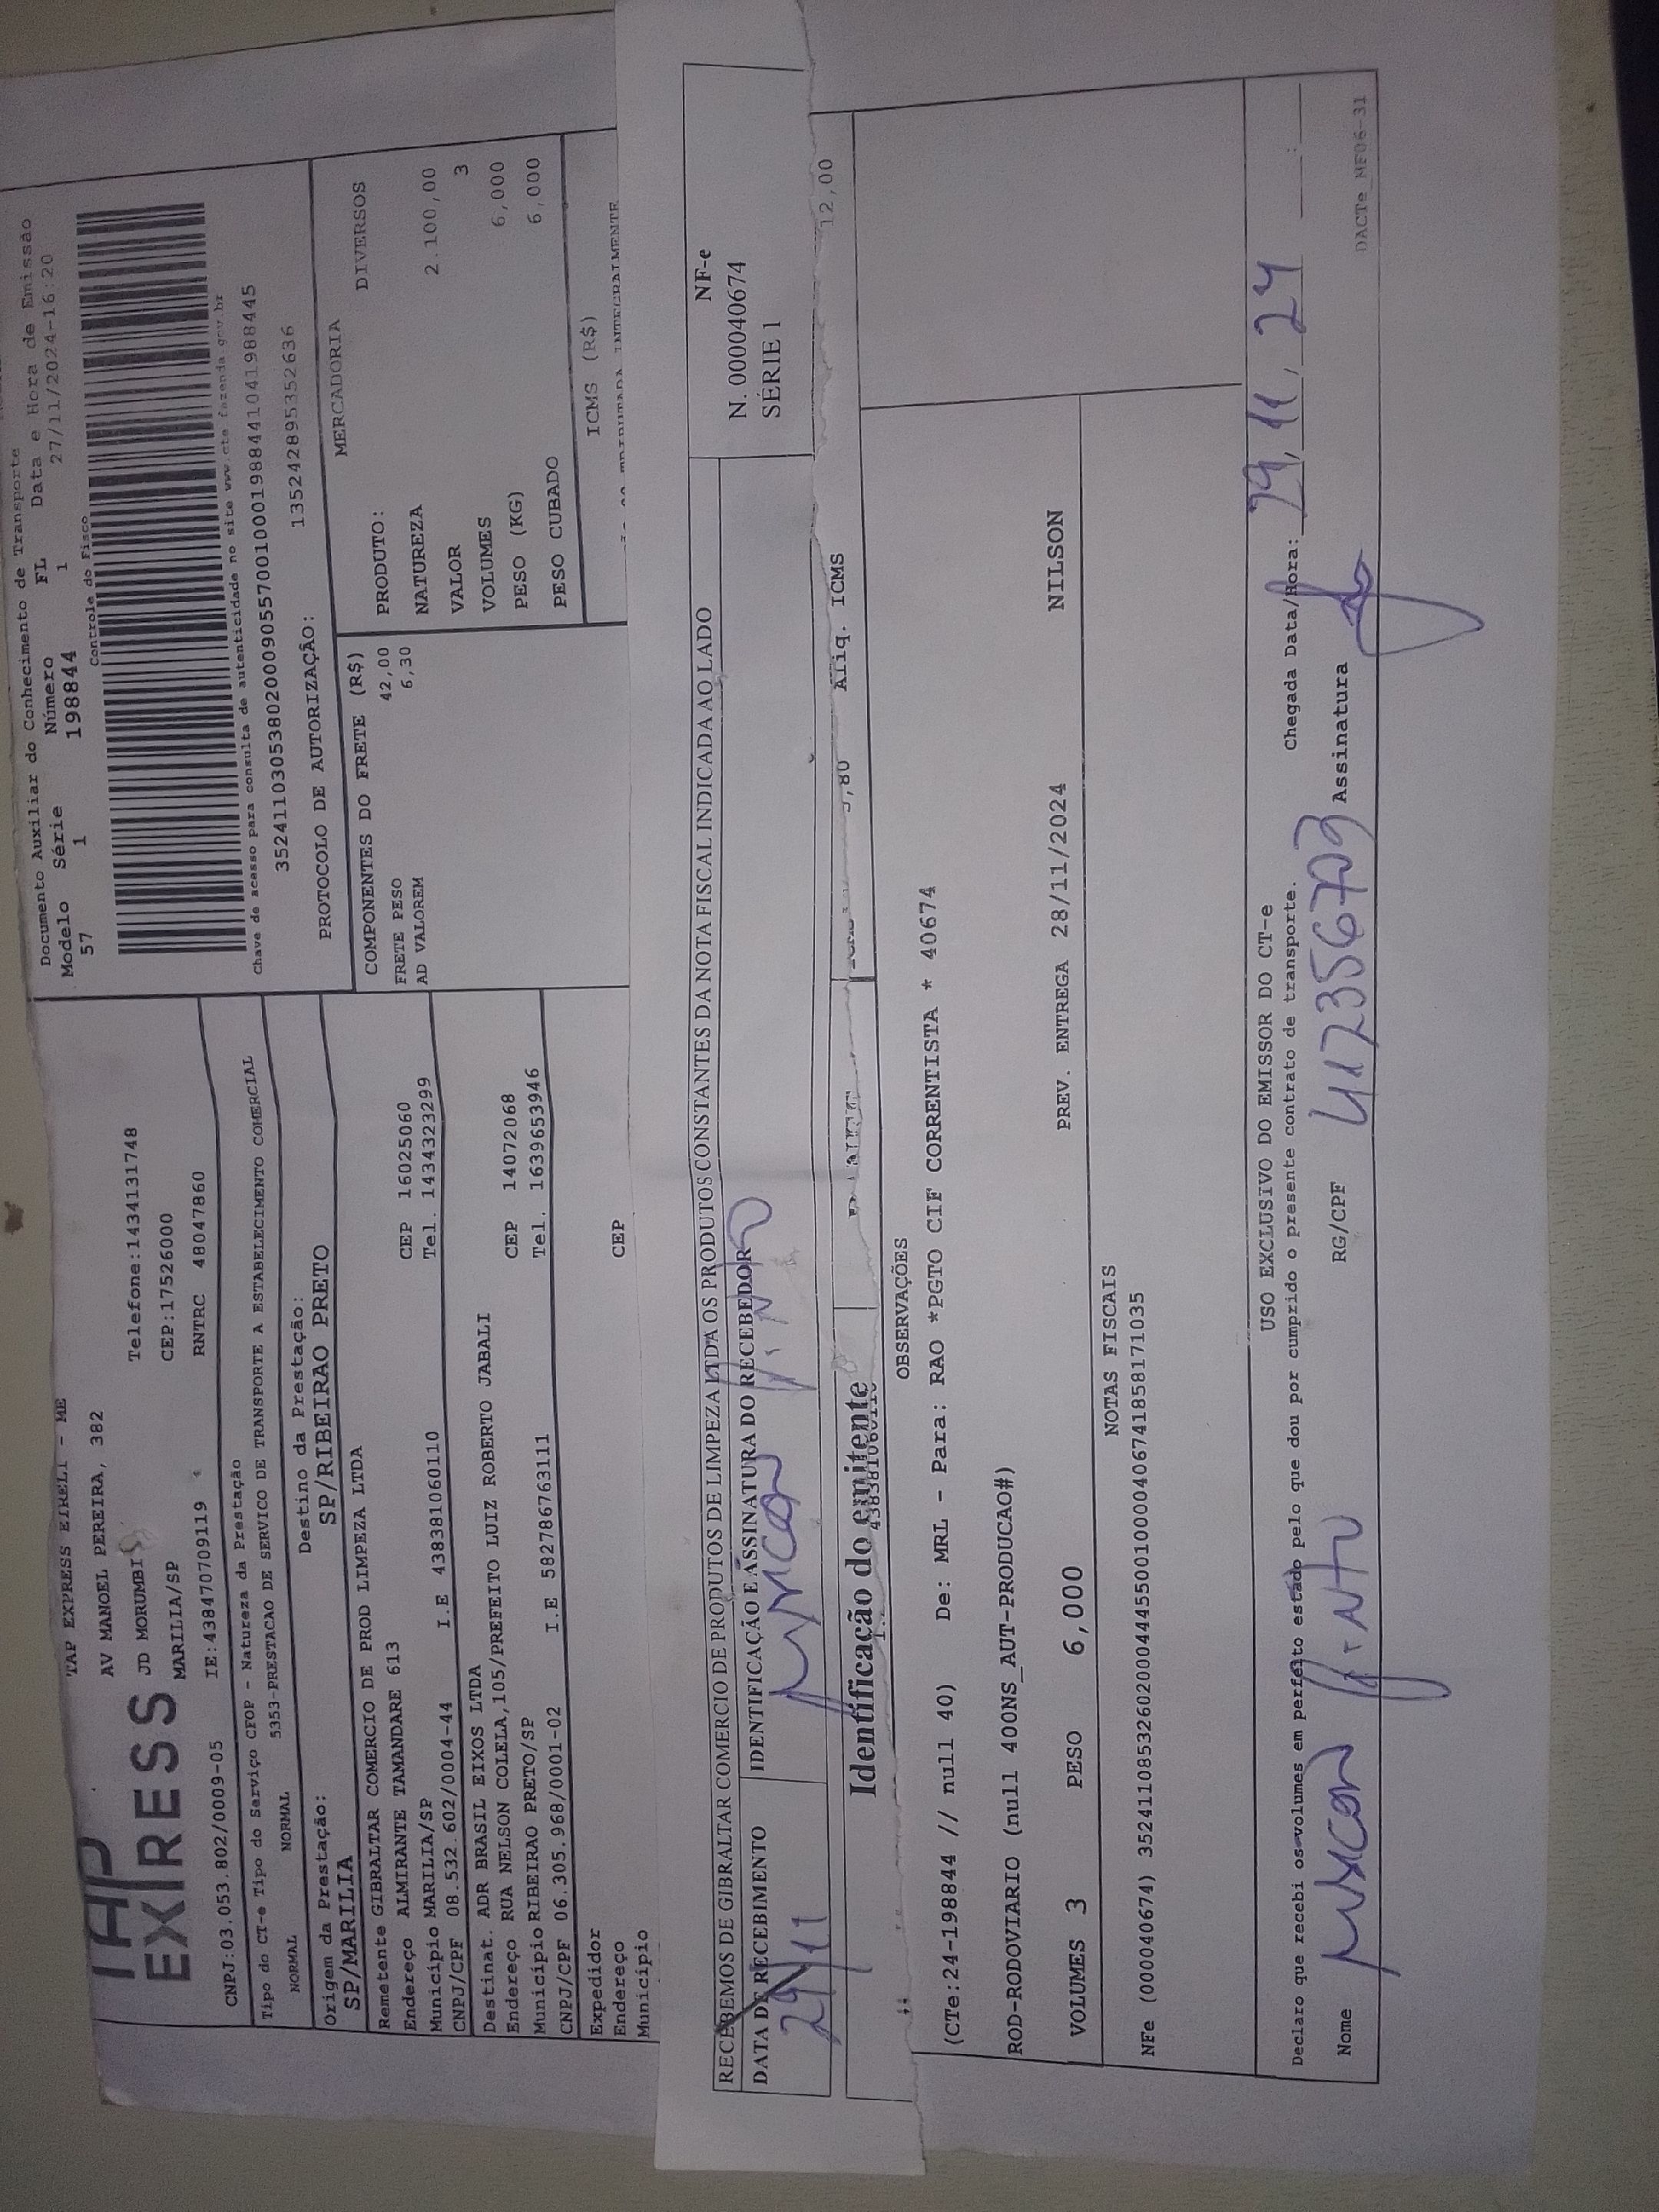 TAP
EXPRESS
TAP EXPRESS EIRELI - ME
AV MANOEL PEREIRA, 382
JD MORUMBI Telefone:1434131748
MARILIA/SP CEP:17526000
CNPJ:03.053.802/0009-05 IE:438470709119 RNTRC 48047860
Documento Auxiliar do Conhecimento de Transporte
Modelo Série Número FL Data e Hora de Emissão
57 1 198844 1 27/11/2024-16:20
Controle do Fisco
Chave de acesso para consulta de autenticidade no site www.cte fazenda gov.br
35241103053802000905570010001988441041988445
PROTOCOLO DE AUTORIZAÇÃO: 135242895352636
Tipo do CT-e Tipo do Serviço CFOP - Natureza da Prestação
NORMAL NORMAL 5353-PRESTACAO DE SERVICO DE TRANSPORTE A ESTABELECIMENTO COMERCIAL
Origem da Prestação: Destino da Prestação:
SP/MARILIA SP/RIBEIRAO PRETO
Remetente GIBRALTAR COMERCIO DE PROD LIMPEZA LTDA
Endereço ALMIRANTE TAMANDARE 613
Município MARILIA/SP CEP 16025060
CNPJ/CPF 08.532.602/0004-44 I.E 438381060110 Tel. 1434323299
Destinat. ADR BRASIL EIXOS LTDA
Endereço RUA NELSON COLELA,105/PREFEITO LUIZ ROBERTO JABALI
Município RIBEIRAO PRETO/SP CEP 14072068
CNPJ/CPF 06.305.968/0001-02 I.E 582786763111 Tel. 1639653946
Expedidor
Endereço
Município CEP
COMPONENTES DO FRETE (R$)
FRETE PESO 42,00
AD VALOREM 6,30
MERCADORIA
PRODUTO: DIVERSOS
NATUREZA
VALOR 2.100,00
VOLUMES 3
PESO (KG) 6,000
PESO CUBADO 6,000
ICMS (R$)
RECEBEMOS DE GIBRALTAR COMERCIO DE PRODUTOS DE LIMPEZA LTDA OS PRODUTOS CONSTANTES DA NOTA FISCAL INDICADA AO LADO
DATA DE RECEBIMENTO IDENTIFICAÇÃO E ASSINATURA DO RECEBEDOR
29/11
NF-e
N. 000040674
SÉRIE 1
Identificação do emitente
Aliq. ICMS 12,00
OBSERVAÇÕES
(CTe:24-198844 // null 40) De: MRL - Para: RAO *PGTO CIF CORRENTISTA * 40674
ROD-RODOVIARIO (null 400NS_AUT-PRODUCAO#)
VOLUMES 3 PESO 6,000 PREV. ENTREGA 28/11/2024 NILSON
NOTAS FISCAIS
NFe (000040674) 35241108532602000444550010000406741858171035
USO EXCLUSIVO DO EMISSOR DO CT-e
Declaro que recebi os volumes em perfeito estado pelo que dou por cumprido o presente contrato de transporte. Chegada Data/Hora: 29/11/24
Nome RG/CPF Assinatura
DACTe_MF06-31